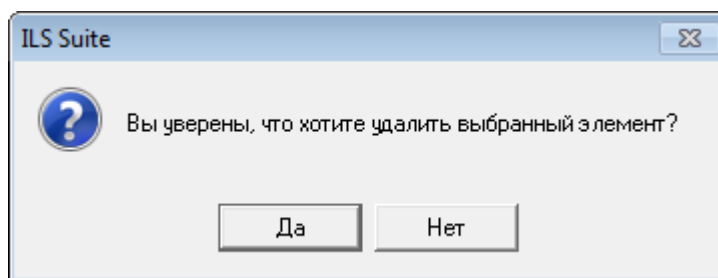 ILS Suite
Вы уверены, что хотите удалить выбранный элемент?
Да Нет